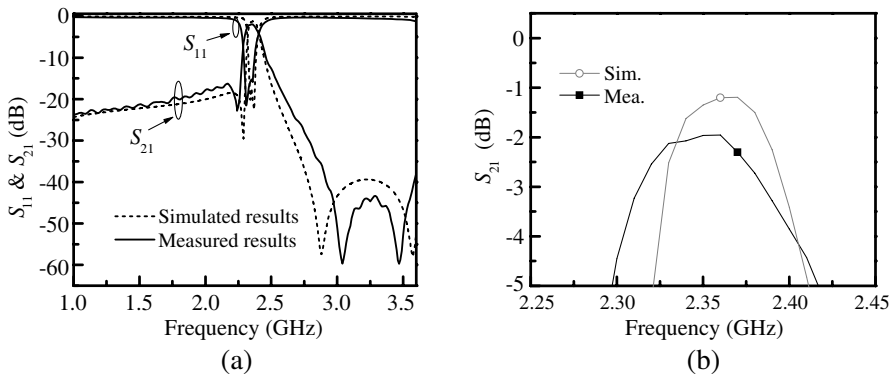 0
-10
-20
-30
-40
-50
-60
S11 & S21 (dB)
S11
S21
Simulated results
Measured results
1.0 1.5 2.0 2.5 3.0 3.5
Frequency (GHz)
(a)
0
-1
-2
-3
-4
-5
S21 (dB)
Sim.
Mea.
2.25 2.30 2.35 2.40 2.45
Frequency (GHz)
(b)